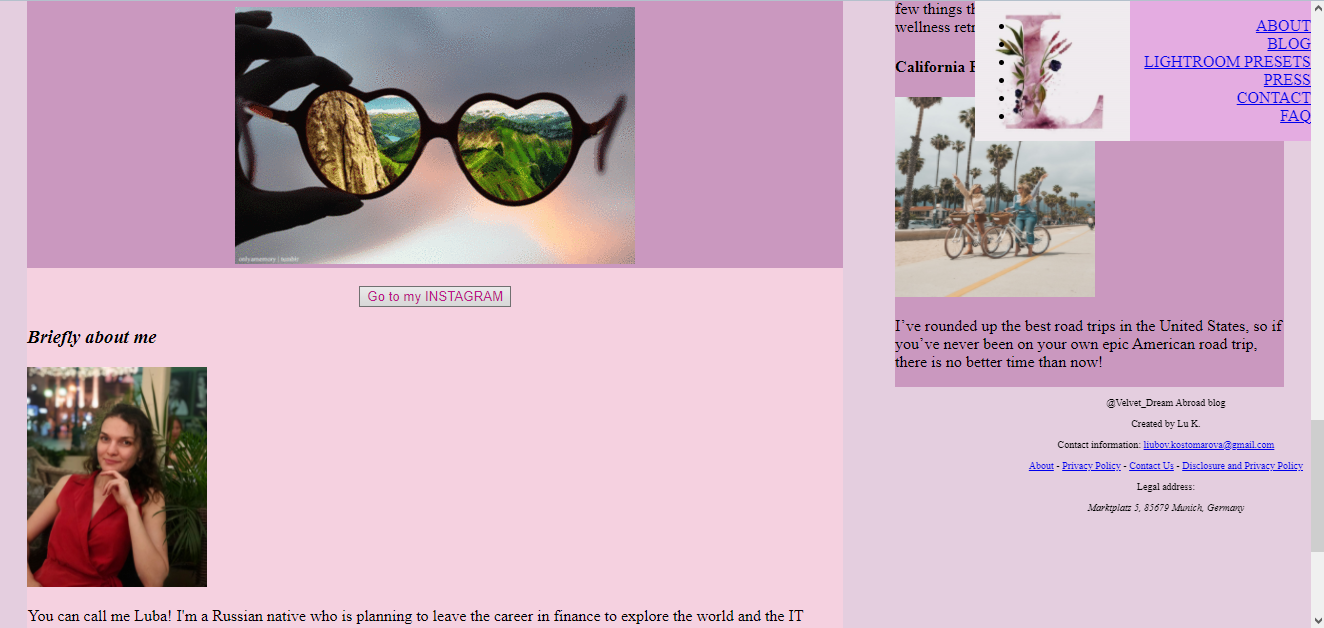 few things th
wellness retr
California
ABOUT
BLOG
LIGHTROOM PRESETS
PRESS
CONTACT
FAQ
L
Go to my INSTAGRAM
Briefly about me
You can call me Luba! I'm a Russian native who is planning to leave the career in finance to explore the world and the IT
I’ve rounded up the best road trips in the United States, so if
you’ve never been on your own epic American road trip,
there is no better time than now!
@Velvet_Dream Abroad blog
Created by Lu K.
Contact information: liubov.kostomarova@gmail.com
About - Privacy Policy - Contact Us - Disclosure and Privacy Policy
Legal address:
Marktplatz 5, 85679 Munich, Germany